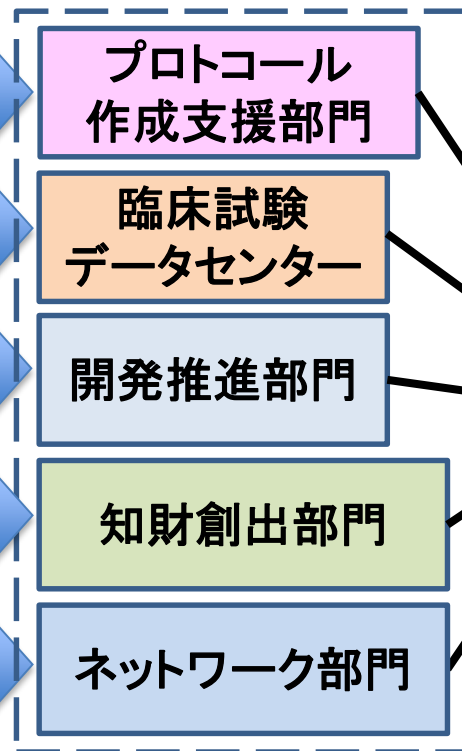 プロトコール
作成支援部門
臨床試験
データセンター
開発推進部門
知財創出部門
ネットワーク部門